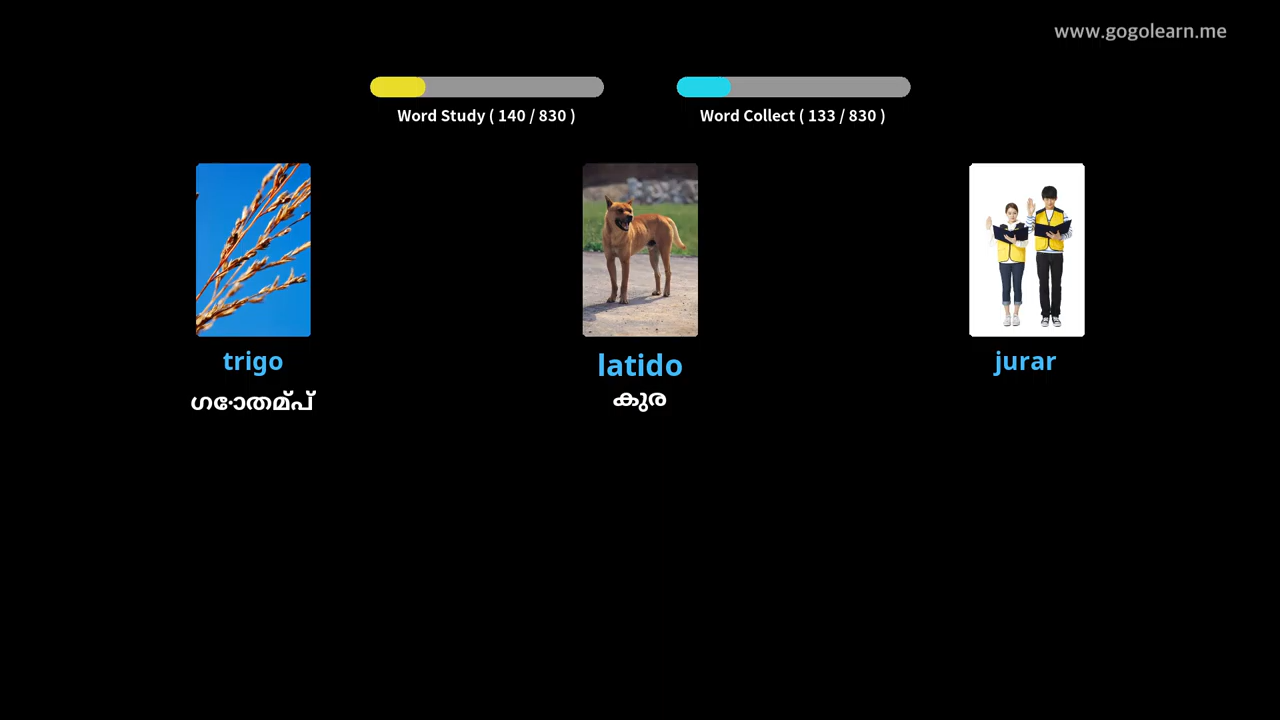 www.gogolearn.me
Word Study ( 140 / 830 )
Word Collect ( 133 / 830 )
trigo
latido
jurar
ഗോതമ്പ്
കുര